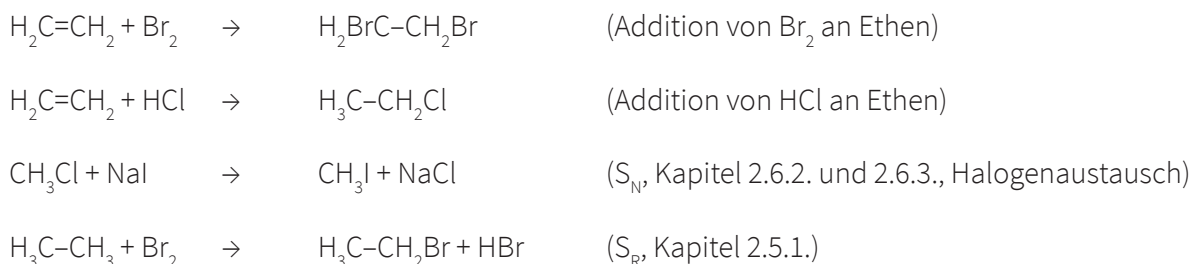 H₂C=CH₂ + Br₂ → H₂BrC–CH₂Br (Addition von Br₂ an Ethen)
H₂C=CH₂ + HCl → H₃C–CH₂Cl (Addition von HCl an Ethen)
CH₃Cl + NaI → CH₃I + NaCl (S_N, Kapitel 2.6.2. und 2.6.3., Halogenaustausch)
H₃C–CH₃ + Br₂ → H₃C–CH₂Br + HBr (S_R, Kapitel 2.5.1.)